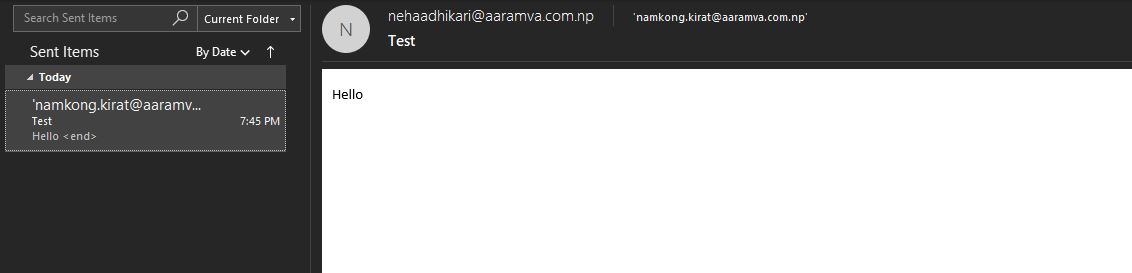 Search Sent Items
Current Folder
Sent Items
By Date
Today
'namkong.kirat@aaramv...
Test
7:45 PM
Hello <end>
N
nehaadhikari@aaramva.com.np
'namkong.kirat@aaramva.com.np'
Test
Hello